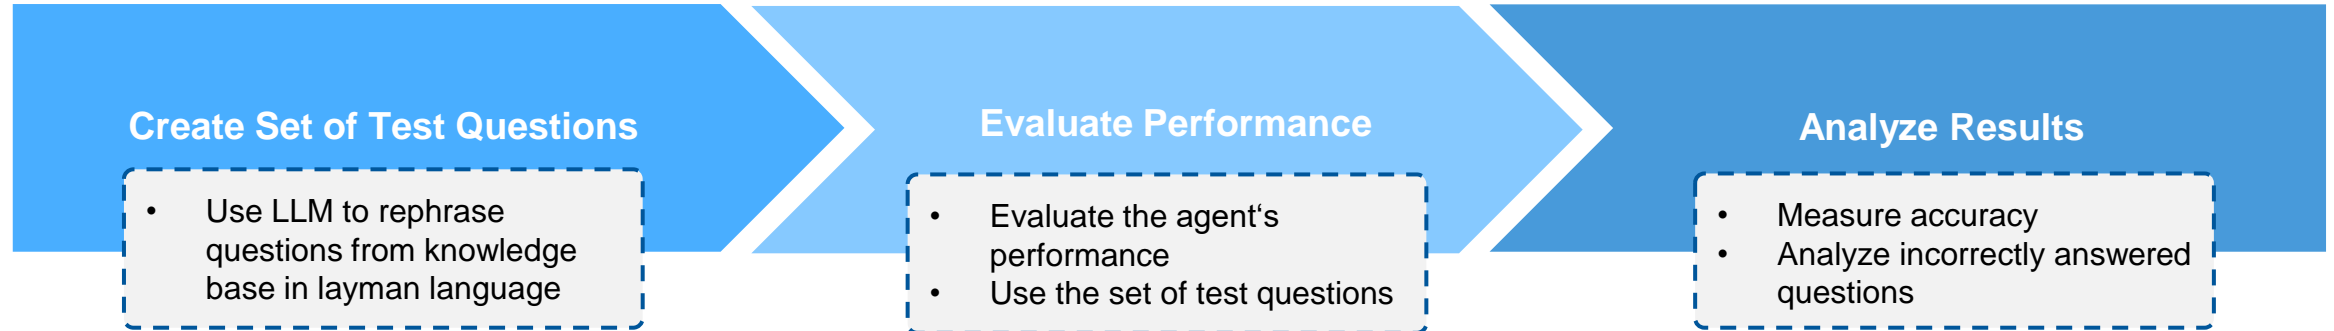 Create Set of Test Questions
• Use LLM to rephrase
questions from knowledge
base in layman language
Evaluate Performance
• Evaluate the agent‘s
performance
• Use the set of test questions
Analyze Results
• Measure accuracy
• Analyze incorrectly answered
questions